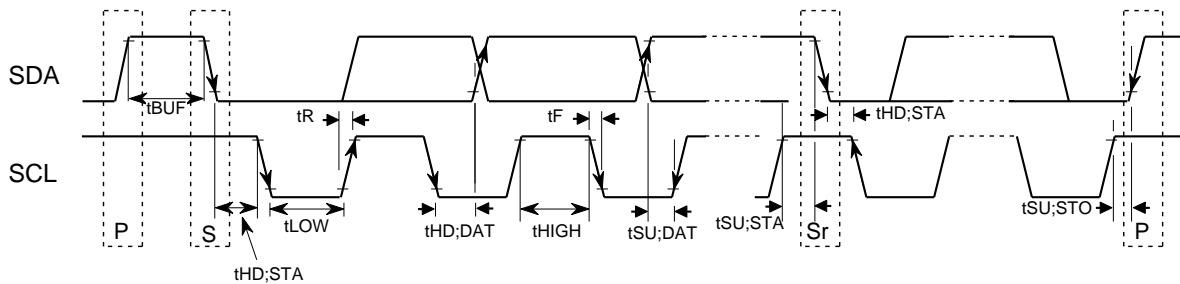 SDA
tBUF
tR
tF
tHD;STA
SCL
P
S
tLOW
tHD;DAT
tHIGH
tSU;DAT
tSU;STA
Sr
tSU;STO
P
tHD;STA